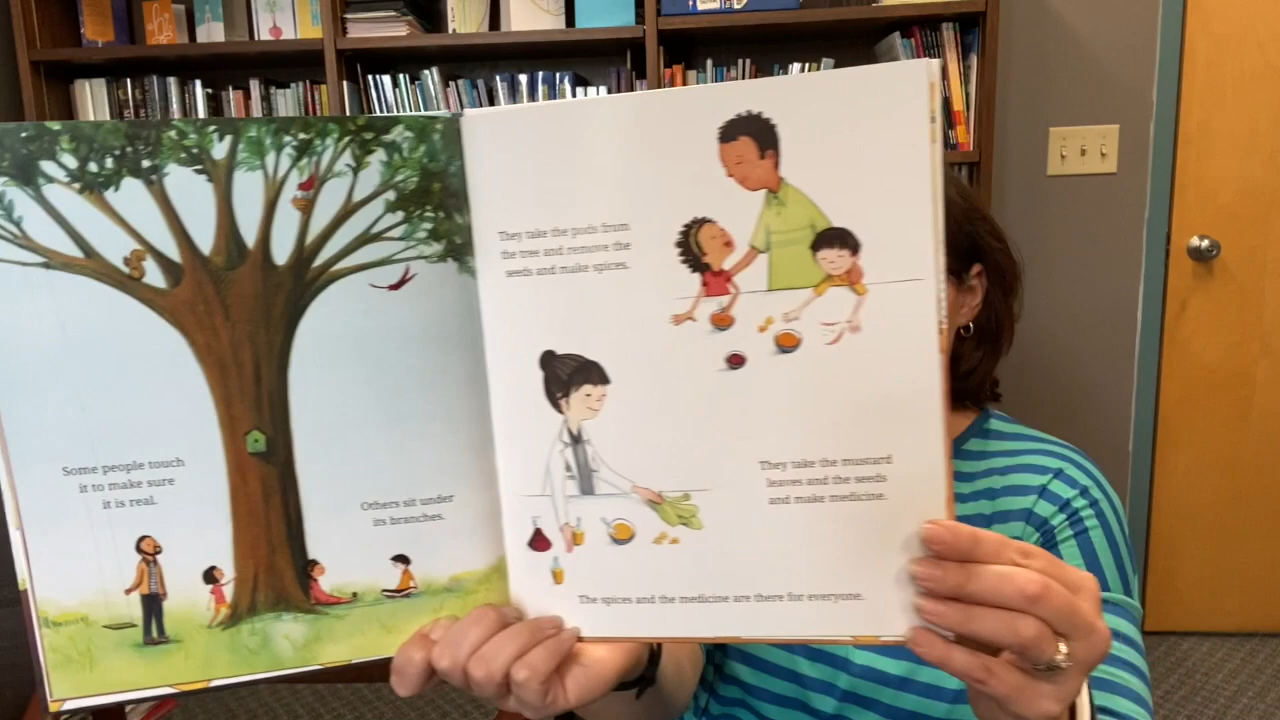 Some people touch
it to make sure
it is real.
Others sit under
its branches.
They take the pods from
the tree and remove the
seeds and make spices.
They take the mustard
leaves and the seeds
and make medicine.
The spices and the medicine are there for everyone.